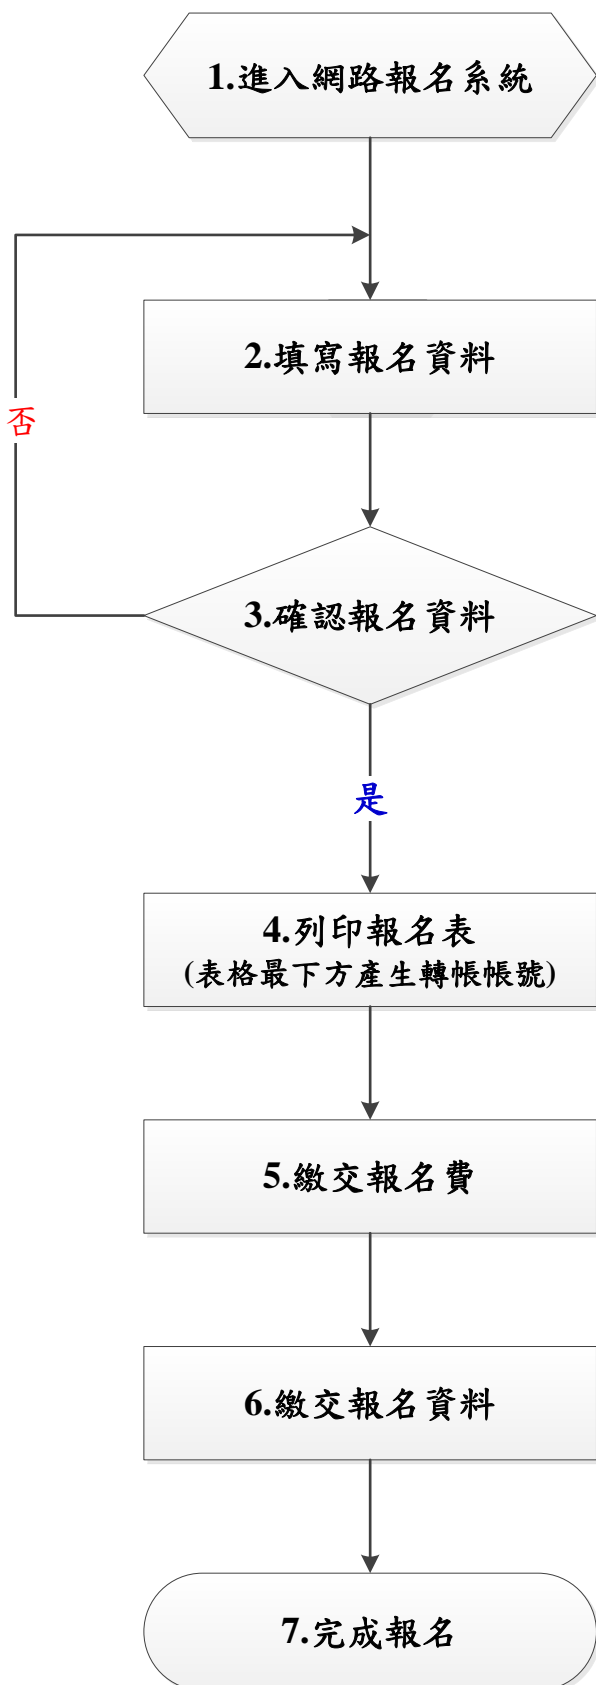 1.進入網路報名系統
2.填寫報名資料
否
3.確認報名資料
是
4.列印報名表
(表格最下方產生轉帳帳號)
5.繳交報名費
6.繳交報名資料
7.完成報名